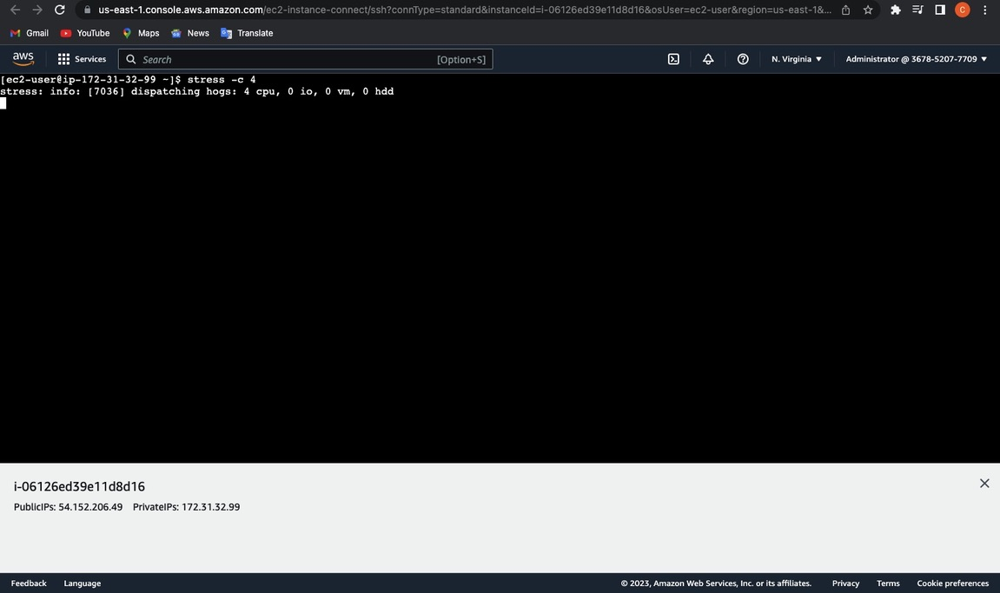 us-east-1.console.aws.amazon.com/ec2-instance-connect/ssh?connType=standard&instanceId=i-06126ed39e11d8d16&osUser=ec2-user&region=us-east-1&... C
Gmail YouTube Maps News Translate
aws Services Search [Option+S] N. Virginia Administrator @ 3678-5207-7709
[ec2-user@ip-172-31-32-99 ~]$ stress -c 4
stress: info: [7036] dispatching hogs: 4 cpu, 0 io, 0 vm, 0 hdd
i-06126ed39e11d8d16
PublicIPs: 54.152.206.49 PrivateIPs: 172.31.32.99
Feedback Language © 2023, Amazon Web Services, Inc. or its affiliates. Privacy Terms Cookie preferences